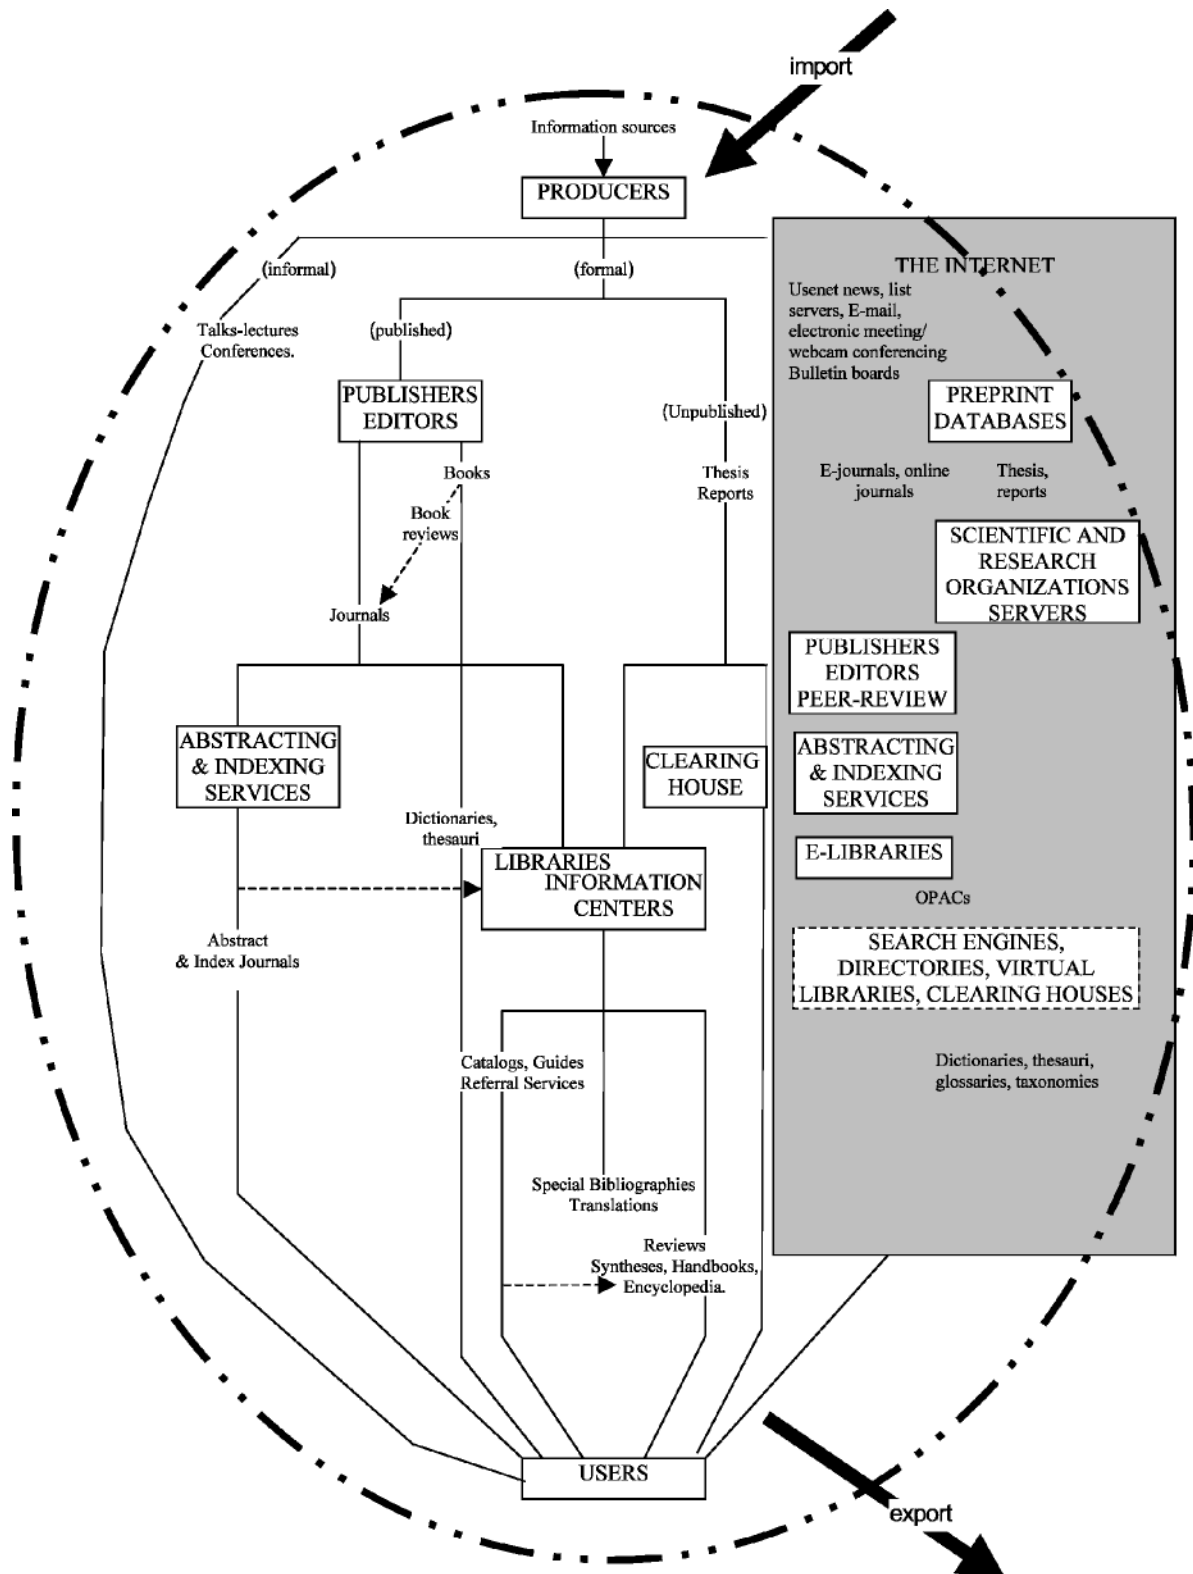 import
Information sources
PRODUCERS
(informal)
(formal)
THE INTERNET
Usenet news, list
servers, E-mail,
electronic meeting/
webcam conferencing
Bulletin boards
Talks-lectures
Conferences.
(published)
PUBLISHERS
EDITORS
(Unpublished)
PREPRINT
DATABASES
Books
Thesis
Reports
E-journals, online
journals
Thesis,
reports
Book
reviews
SCIENTIFIC AND
RESEARCH
ORGANIZATIONS
SERVERS
Journals
PUBLISHERS
EDITORS
PEER-REVIEW
ABSTRACTING
& INDEXING
SERVICES
CLEARING
HOUSE
ABSTRACTING
& INDEXING
SERVICES
Dictionaries,
thesauri
LIBRARIES
INFORMATION
CENTERS
E-LIBRARIES
OPACs
Abstract
& Index Journals
SEARCH ENGINES,
DIRECTORIES, VIRTUAL
LIBRARIES, CLEARING HOUSES
Catalogs, Guides
Referral Services
Dictionaries, thesauri,
glossaries, taxonomies
Special Bibliographies
Translations
Reviews
Syntheses, Handbooks,
Encyclopedia.
USERS
export